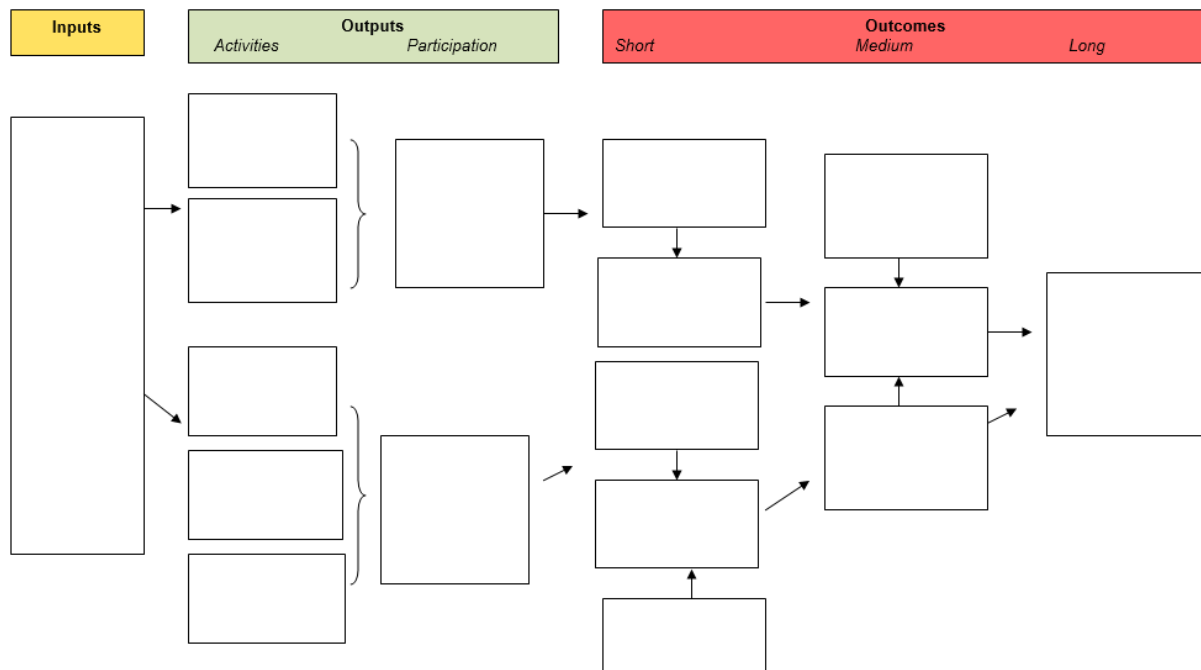 Inputs
Outputs
Activities Participation
Outcomes
Short Medium Long